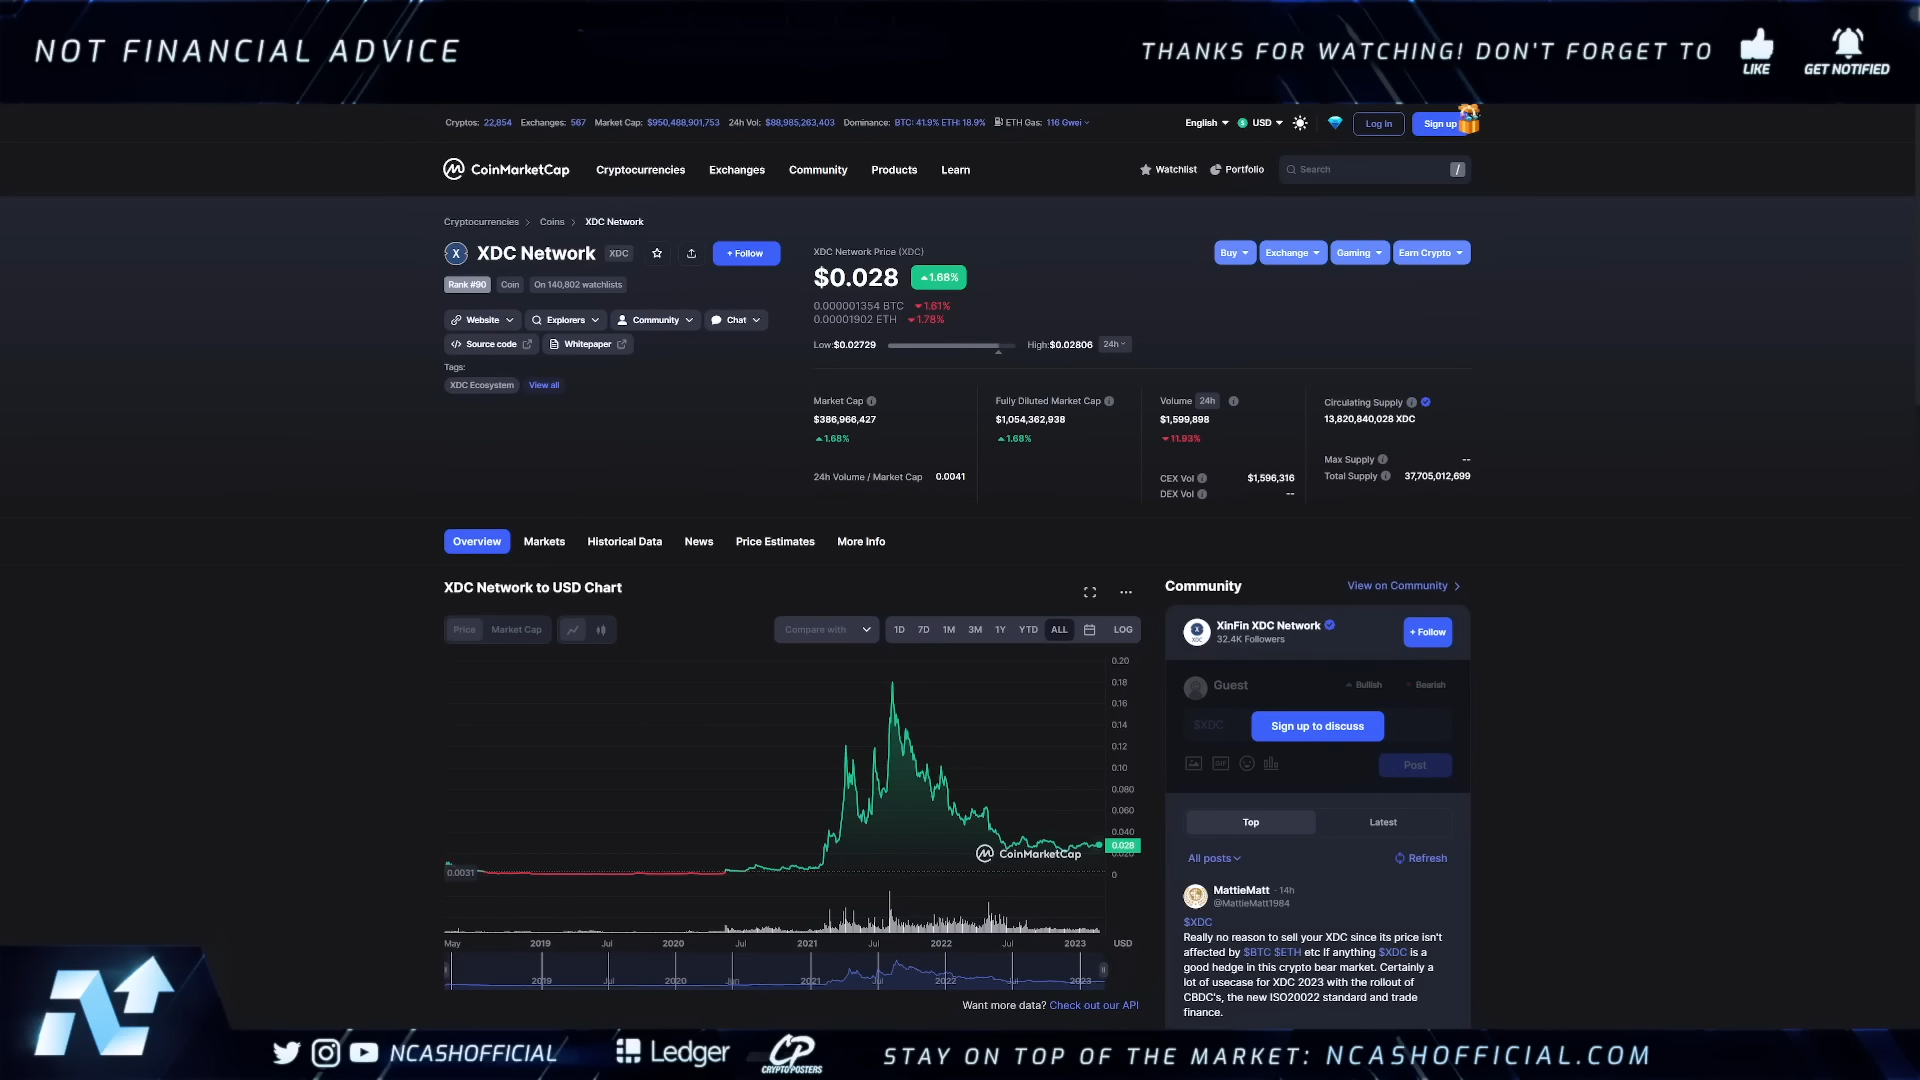 NOT FINANCIAL ADVICE
THANKS FOR WATCHING! DON'T FORGET TO
LIKE
GET NOTIFIED
Cryptos: 22,854 Exchanges: 567 Market Cap: $950,488,901,753 24h Vol: $88,985,263,403 Dominance: BTC: 41.9% ETH: 18.9% ETH Gas: 116 Gwei
English USD Log In Sign up
CoinMarketCap Cryptocurrencies Exchanges Community Products Learn
Watchlist Portfolio Search /
Cryptocurrencies > Coins > XDC Network
X XDC Network XDC + Follow
Rank #90 Coin On 140,802 watchlists
Website Explorers Community Chat
Source code Whitepaper
Tags:
XDC Ecosystem View all
XDC Network Price (XDC)
$0.028 1.68%
0.000001354 BTC 1.61%
0.00001902 ETH 1.78%
Low:$0.02729 High:$0.02806 24h
Buy Exchange Gaming Earn Crypto
Market Cap
$386,966,427
1.68%
24h Volume / Market Cap 0.0041
Fully Diluted Market Cap
$1,054,362,938
1.68%
Volume 24h
$1,599,898
11.93%
CEX Vol $1,596,316
DEX Vol --
Circulating Supply
13,820,840,028 XDC
Max Supply --
Total Supply 37,705,012,699
Overview Markets Historical Data News Price Estimates More Info
XDC Network to USD Chart
Price Market Cap
Compare with 1D 7D 1M 3M 1Y YTD ALL LOG
0.20
0.18
0.16
0.14
0.12
0.10
0.080
0.060
0.040
0.028
0.020
0
0.0031
CoinMarketCap
May 2019 Jul 2020 Jul 2021 Jul 2022 Jul 2023 USD
2019 Jul 2020 Jun 2021 Jul 2022 Jul 2023
Want more data? Check out our API
Community View on Community >
XinFin XDC Network
32.4K Followers
+ Follow
Guest Bullish Bearish
$XDC
Sign up to discuss
GIF
Post
Top Latest
All posts Refresh
MattieMatt · 14h
@MattieMatt1984
$XDC
Really no reason to sell your XDC since its price isn't
affected by $BTC $ETH etc If anything $XDC is a
good hedge in this crypto bear market. Certainly a
lot of usecase for XDC 2023 with the rollout of
CBDC's, the new ISO20022 standard and trade
finance.
NCASHOFFICIAL
Ledger
CP
CRYPTOPOSTERS
STAY ON TOP OF THE MARKET: NCASHOFFICIAL.COM